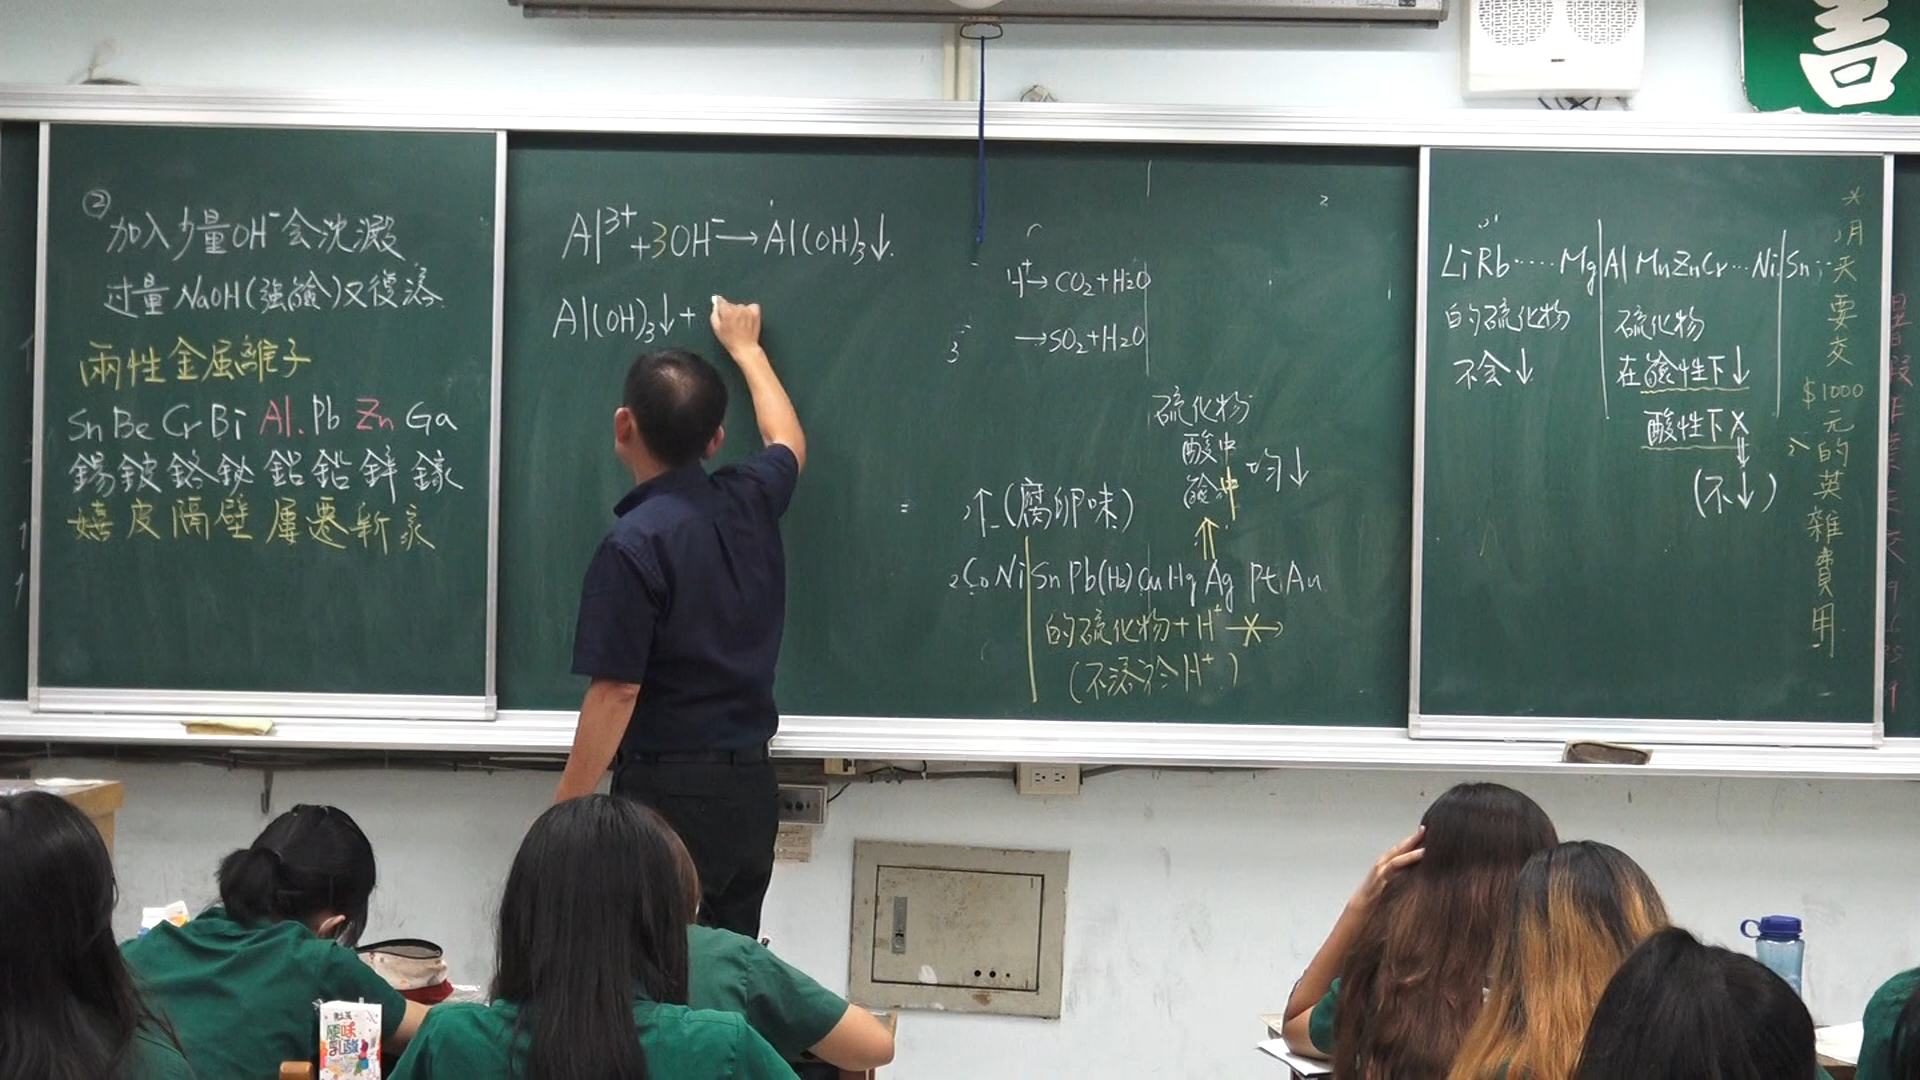 ②
加入少量OH⁻会沈澱
过量NaOH(強鹼)又復溶
兩性金属離子
Sn Be Cr Bi Al. Pb Zn Ga
錫鈹鉻鉍鋁鉛鋅鎵
嬉皮隔壁屢遷新家
Al³⁺+3OH⁻→Al(OH)₃↓.
Al(OH)₃↓+
H⁺→CO₂+H₂O
→SO₂+H₂O
硫化物
酸中
鹼中
均↓
↑(腐卵味)
Co Ni|Sn Pb(H₂)Cu Hg Ag Pt Au
的硫化物+H⁺
(不溶於H⁺)
Li Rb……Mg|Al Mn Zn Cr…Ni|Sn
的硫化物
不会↓
硫化物
在鹼性下↓
酸性下X
(不↓)
月
天
要
交
$1000
元
的
英
雜
費
用
善
原味
乳酸